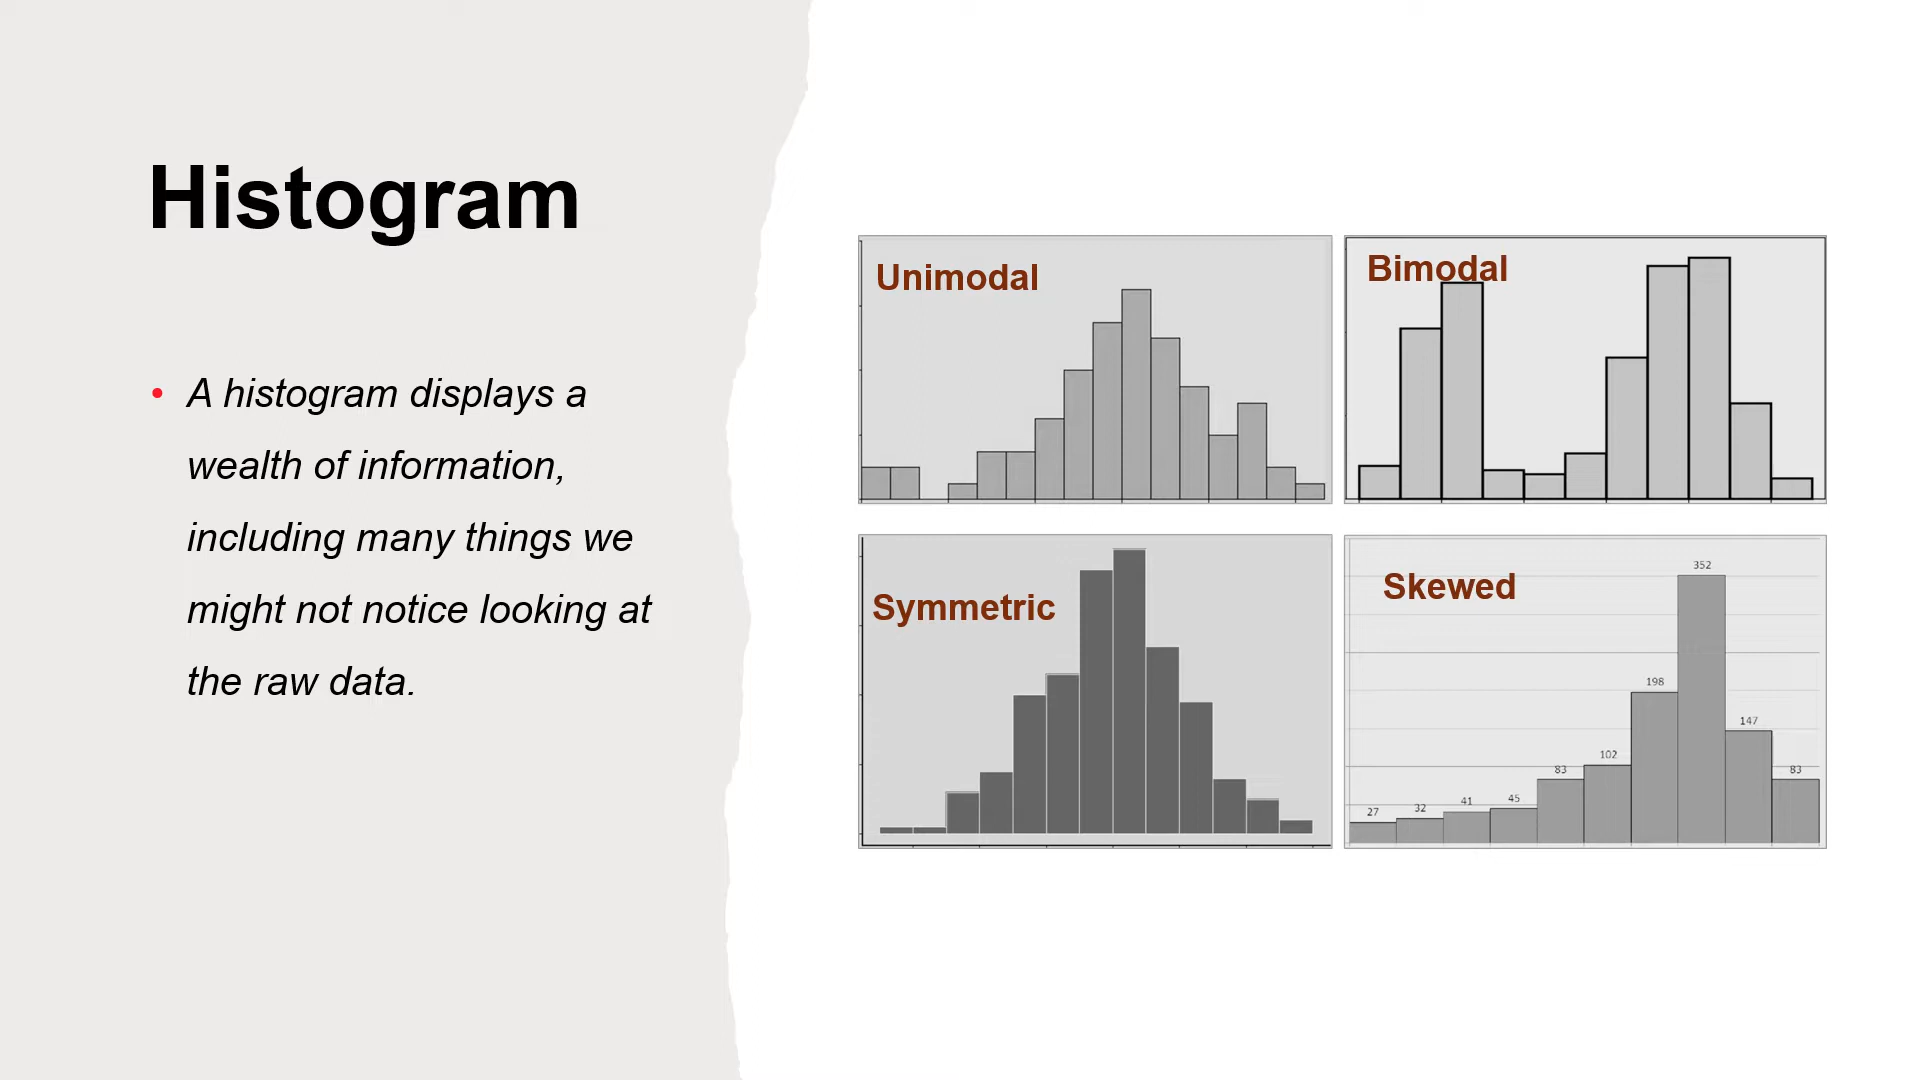 Histogram
• A histogram displays a
wealth of information,
including many things we
might not notice looking at
the raw data.
Unimodal
Bimodal
Symmetric
Skewed
27
32
41
45
83
102
198
352
147
83